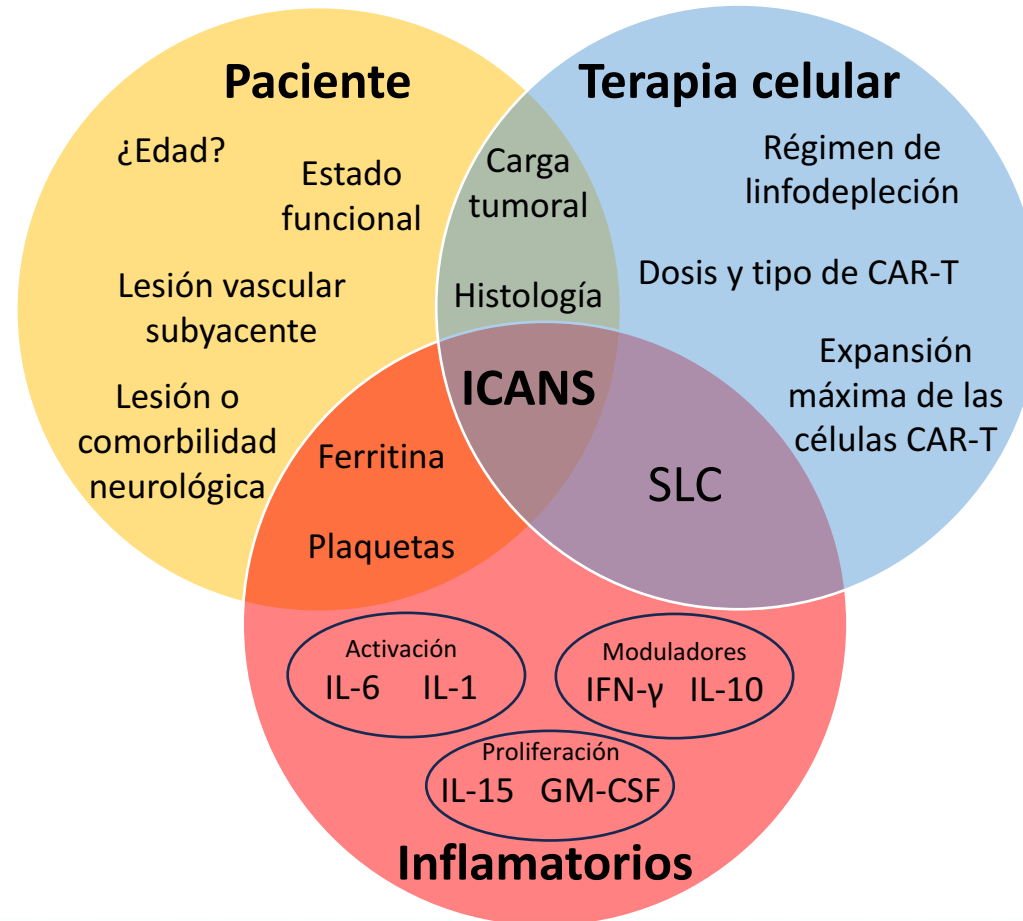 Paciente
¿Edad?
Estado
funcional
Lesión vascular
subyacente
Lesión o
comorbilidad
neurológica
Terapia celular
Régimen de
linfodepleción
Dosis y tipo de CAR-T
Expansión
máxima de las
células CAR-T
Carga
tumoral
Histología
ICANS
Ferritina
Plaquetas
SLC
Activación
IL-6 IL-1
Moduladores
IFN-γ IL-10
Proliferación
IL-15 GM-CSF
Inflamatorios